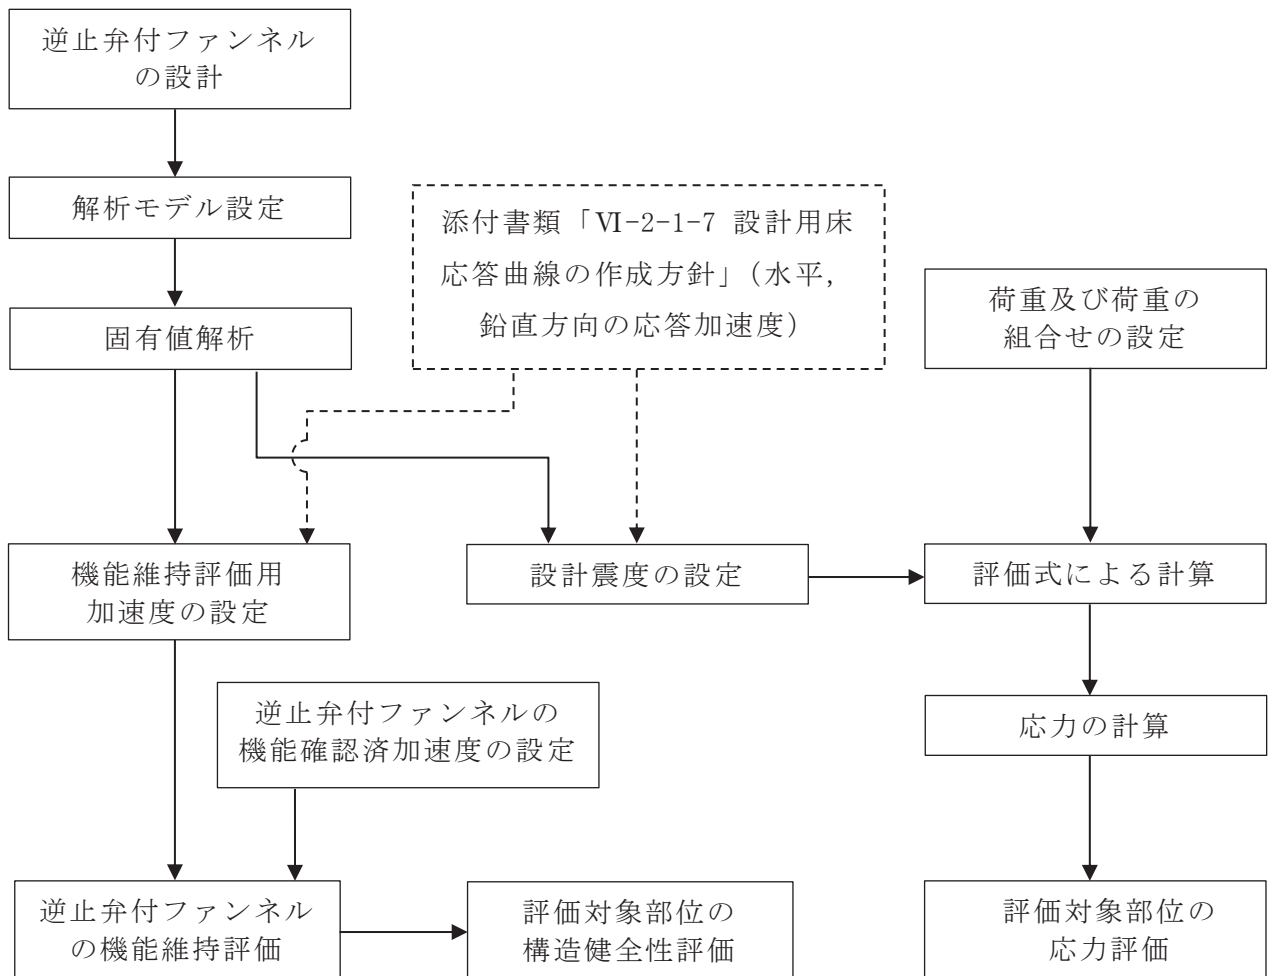 逆止弁付ファンネル
の設計
解析モデル設定
固有値解析
添付書類「Ⅵ-2-1-7 設計用床
応答曲線の作成方針」（水平，
鉛直方向の応答加速度）
荷重及び荷重の
組合せの設定
機能維持評価用
加速度の設定
設計震度の設定
評価式による計算
逆止弁付ファンネルの
機能確認済加速度の設定
応力の計算
逆止弁付ファンネル
の機能維持評価
評価対象部位の
構造健全性評価
評価対象部位の
応力評価